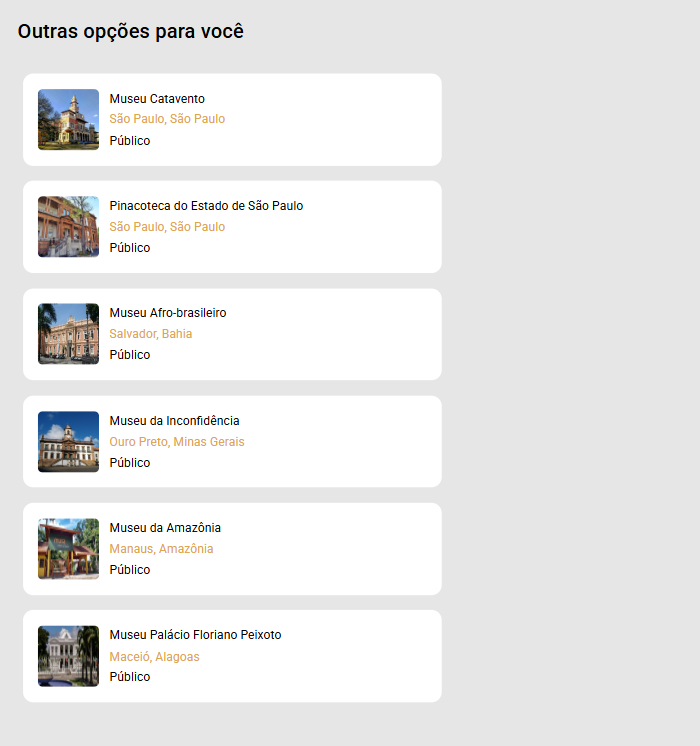 Outras opções para você
Museu Catavento
São Paulo, São Paulo
Público
Pinacoteca do Estado de São Paulo
São Paulo, São Paulo
Público
Museu Afro-brasileiro
Salvador, Bahia
Público
Museu da Inconfidência
Ouro Preto, Minas Gerais
Público
Museu da Amazônia
Manaus, Amazônia
Público
Museu Palácio Floriano Peixoto
Maceió, Alagoas
Público